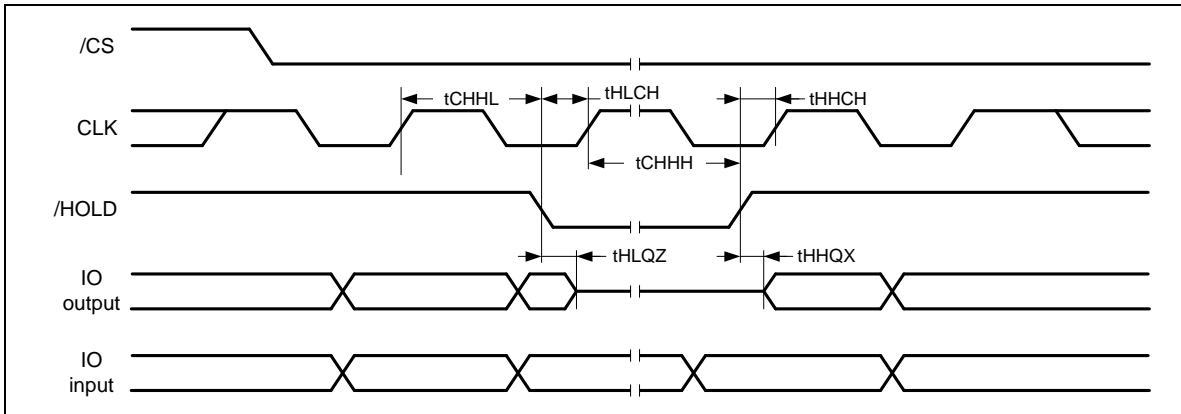 /CS
tCHHL
tHLCH
tHHCH
CLK
tCHHH
/HOLD
tHLQZ
tHHQX
IO
output
IO
input